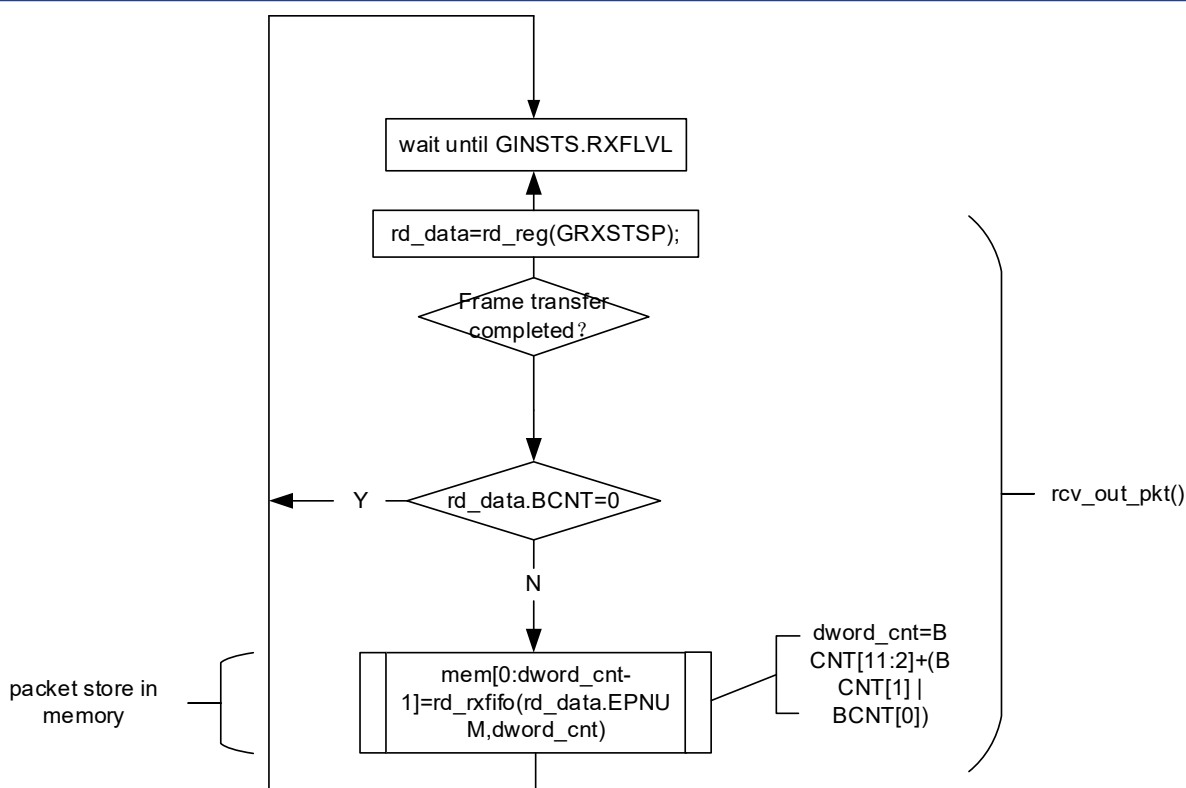 wait until GINSTS.RXFLVL
rd_data=rd_reg(GRXSTSP);
Frame transfer
completed?
rd_data.BCNT=0
Y
rcv_out_pkt()
N
packet store in
memory
mem[0:dword_cnt-
1]=rd_rxfifo(rd_data.EPNU
M,dword_cnt)
dword_cnt=B
CNT[11:2]+(B
CNT[1] |
BCNT[0])